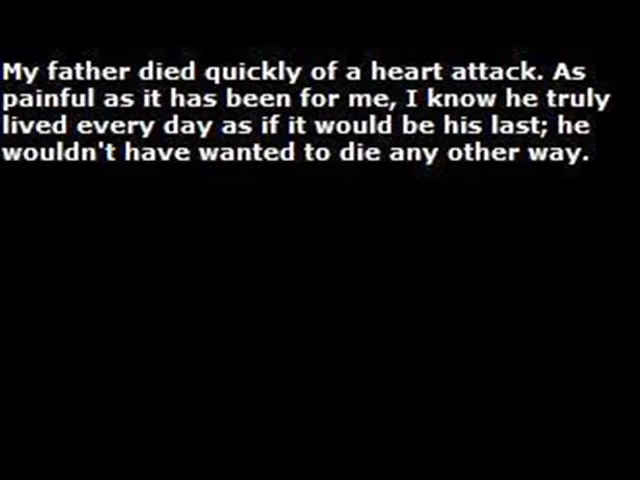 My father died quickly of a heart attack. As
painful as it has been for me, I know he truly
lived every day as if it would be his last; he
wouldn't have wanted to die any other way.